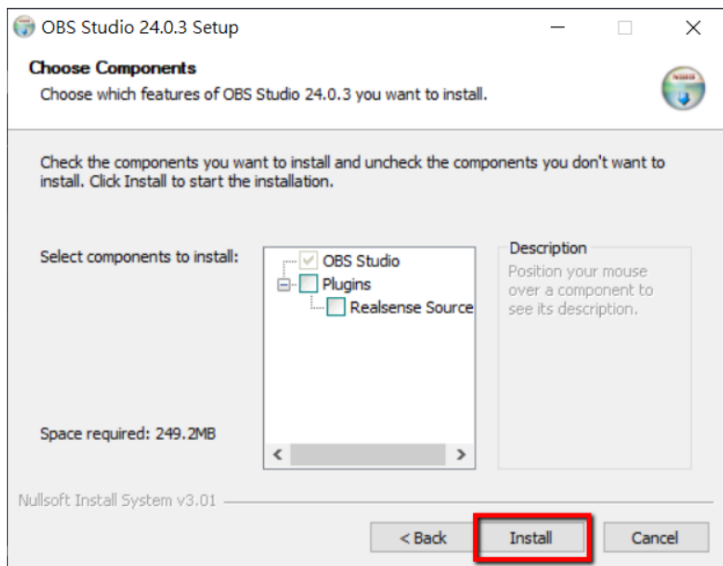 OBS Studio 24.0.3 Setup
Choose Components
Choose which features of OBS Studio 24.0.3 you want to install.
Check the components you want to install and uncheck the components you don't want to
install. Click Install to start the installation.
Select components to install:
OBS Studio
Plugins
Realsense Source
Description
Position your mouse
over a component to
see its description.
Space required: 249.2MB
Nullsoft Install System v3.01
< Back
Install
Cancel